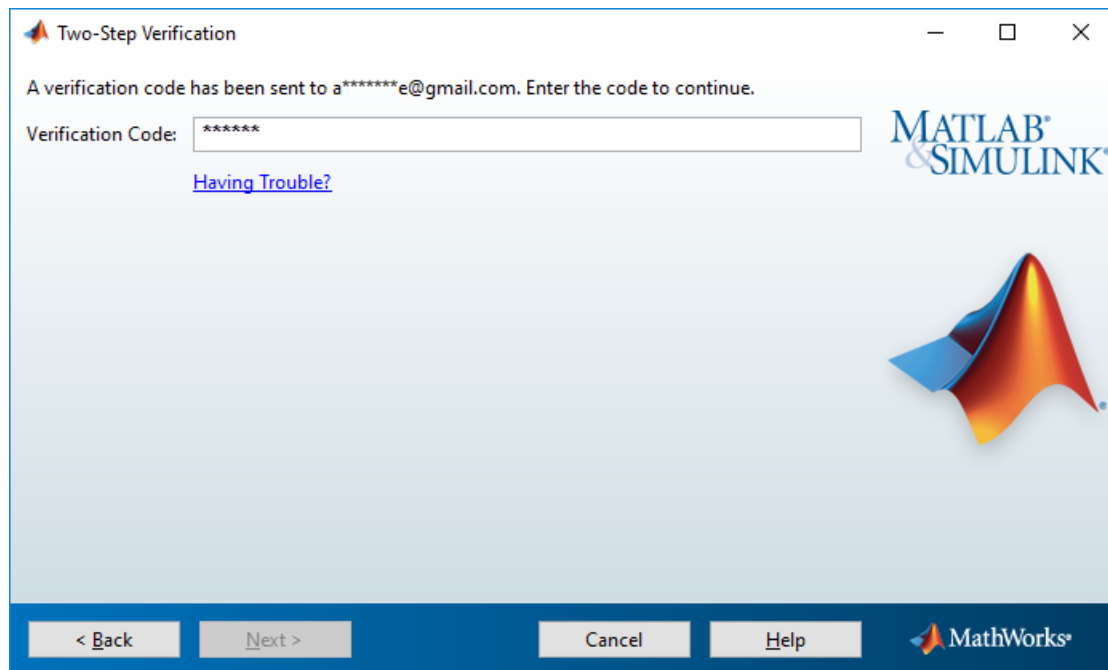 Two-Step Verification
A verification code has been sent to a*******e@gmail.com. Enter the code to continue.
Verification Code: ******
Having Trouble?
MATLAB®
&SIMULINK®
®
< Back Next > Cancel Help
MathWorks®